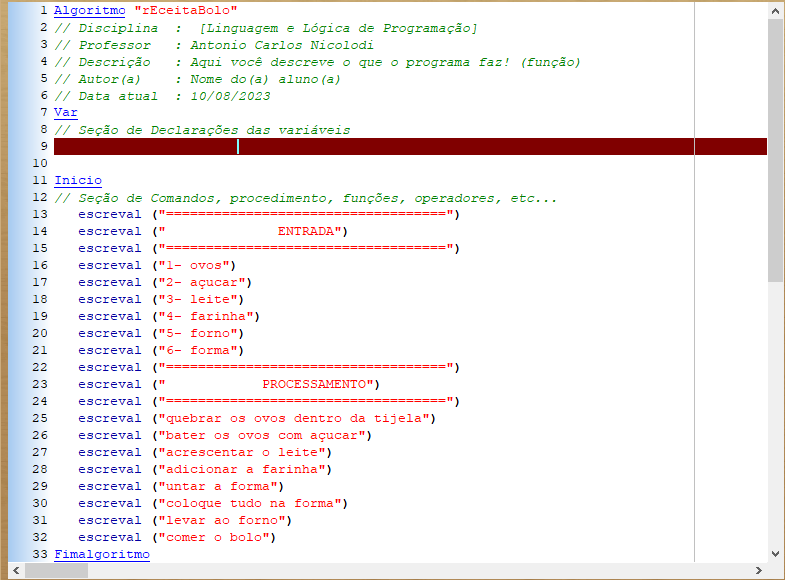 1 Algoritmo "rEceitaBolo"
2 // Disciplina  :  [Linguagem e Lógica de Programação]
3 // Professor   : Antonio Carlos Nicolodi
4 // Descrição   : Aqui você descreve o que o programa faz! (função)
5 // Autor(a)    : Nome do(a) aluno(a)
6 // Data atual  : 10/08/2023
7 Var
8 // Seção de Declarações das variáveis
9
10
11 Inicio
12 // Seção de Comandos, procedimento, funções, operadores, etc...
13    escreval ("===================================")
14    escreval ("              ENTRADA")
15    escreval ("===================================")
16    escreval ("1- ovos")
17    escreval ("2- açucar")
18    escreval ("3- leite")
19    escreval ("4- farinha")
20    escreval ("5- forno")
21    escreval ("6- forma")
22    escreval ("===================================")
23    escreval ("            PROCESSAMENTO")
24    escreval ("===================================")
25    escreval ("quebrar os ovos dentro da tijela")
26    escreval ("bater os ovos com açucar")
27    escreval ("acrescentar o leite")
28    escreval ("adicionar a farinha")
29    escreval ("untar a forma")
30    escreval ("coloque tudo na forma")
31    escreval ("levar ao forno")
32    escreval ("comer o bolo")
33 Fimalgoritmo